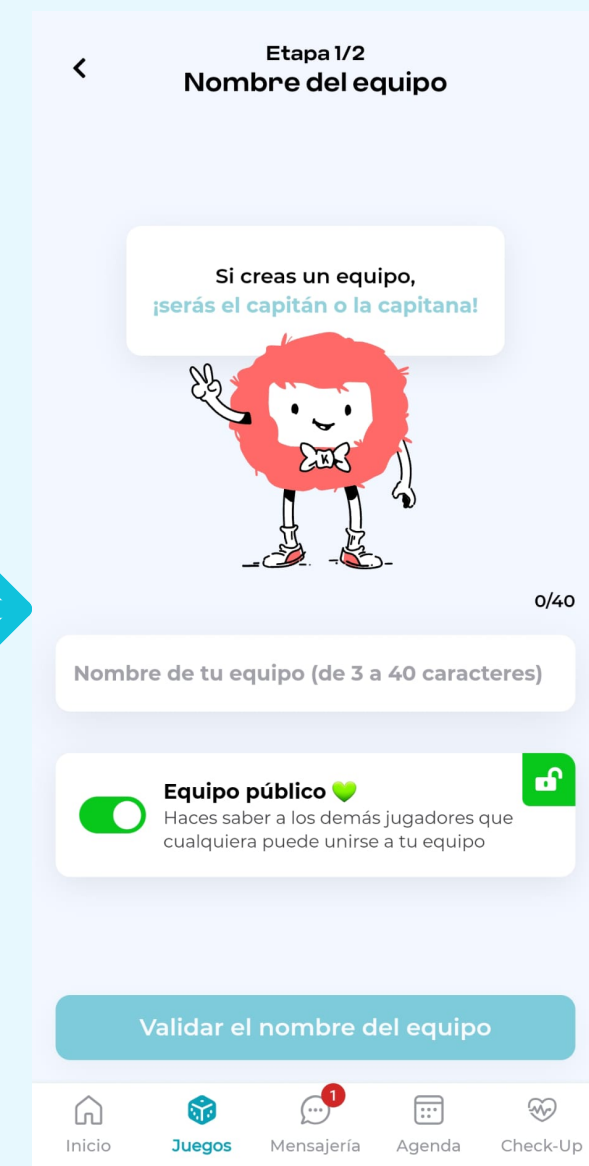 Etapa 1/2
Nombre del equipo
Si creas un equipo,
¡serás el capitán o la capitana!
K
0/40
Nombre de tu equipo (de 3 a 40 caracteres)
Equipo público 💚
Haces saber a los demás jugadores que
cualquiera puede unirse a tu equipo
Validar el nombre del equipo
1
Inicio
Juegos
Mensajería
Agenda
Check-Up